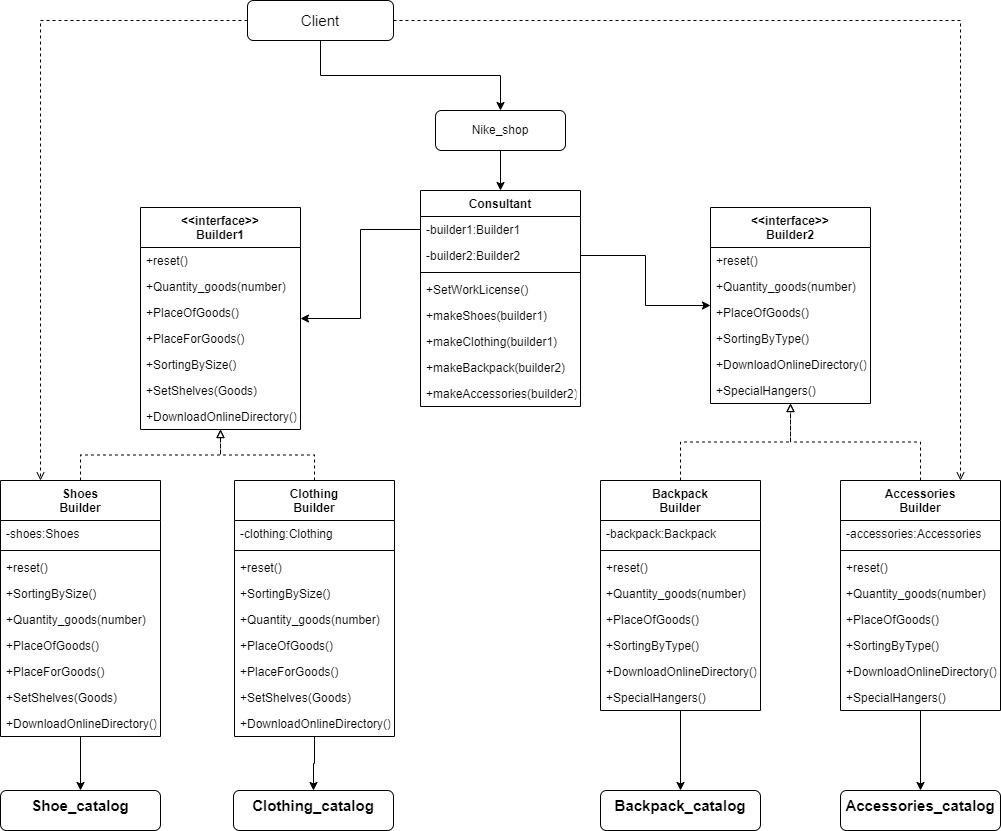 Client
Nike_shop
Consultant
-builder1:Builder1
-builder2:Builder2
+SetWorkLicense()
+makeShoes(builder1)
+makeClothing(builder1)
+makeBackpack(builder2)
+makeAccessories(builder2)
<<interface>>
Builder1
+reset()
+Quantity_goods(number)
+PlaceOfGoods()
+PlaceForGoods()
+SortingBySize()
+SetShelves(Goods)
+DownloadOnlineDirectory()
<<interface>>
Builder2
+reset()
+Quantity_goods(number)
+PlaceOfGoods()
+SortingByType()
+DownloadOnlineDirectory()
+SpecialHangers()
Shoes
Builder
-shoes:Shoes
+reset()
+SortingBySize()
+Quantity_goods(number)
+PlaceOfGoods()
+PlaceForGoods()
+SetShelves(Goods)
+DownloadOnlineDirectory()
Clothing
Builder
-clothing:Clothing
+reset()
+SortingBySize()
+Quantity_goods(number)
+PlaceOfGoods()
+PlaceForGoods()
+SetShelves(Goods)
+DownloadOnlineDirectory()
Backpack
Builder
-backpack:Backpack
+reset()
+Quantity_goods(number)
+PlaceOfGoods()
+SortingByType()
+DownloadOnlineDirectory()
+SpecialHangers()
Accessories
Builder
-accessories:Accessories
+reset()
+Quantity_goods(number)
+PlaceOfGoods()
+SortingByType()
+DownloadOnlineDirectory()
+SpecialHangers()
Shoe_catalog
Clothing_catalog
Backpack_catalog
Accessories_catalog